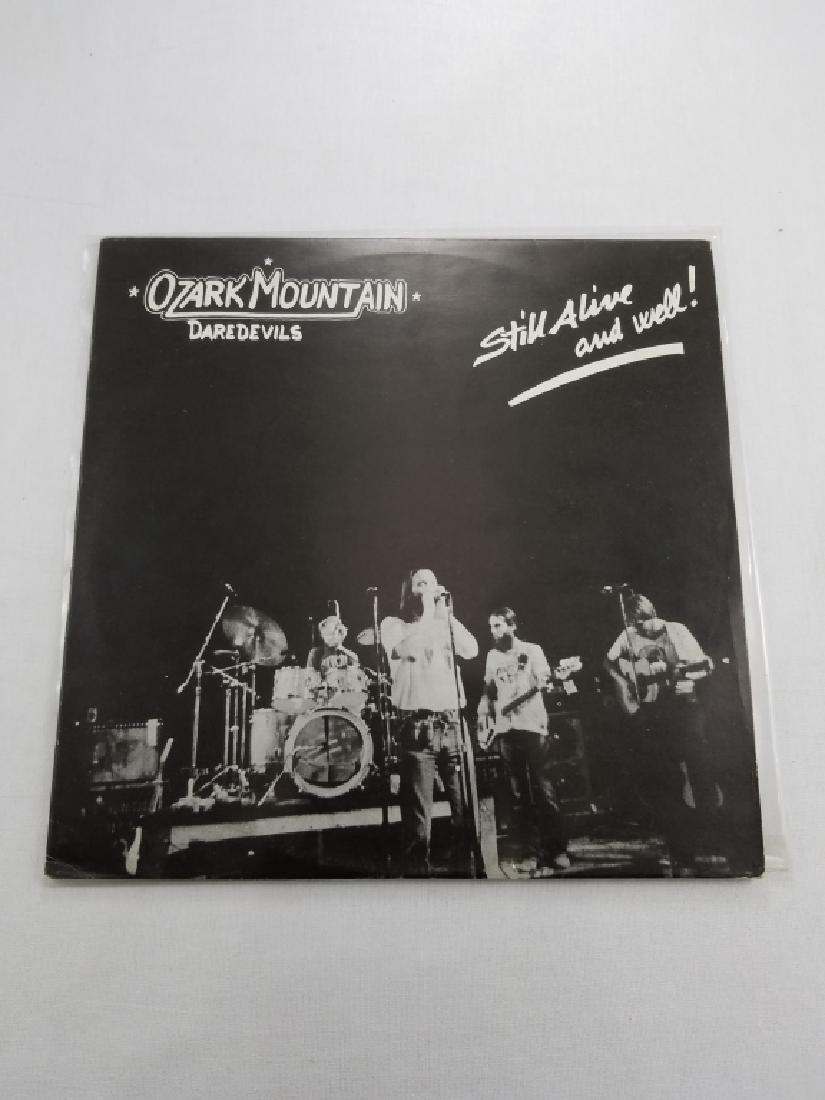 OZARK MOUNTAIN
DAREDEVILS
Still Alive
and well!